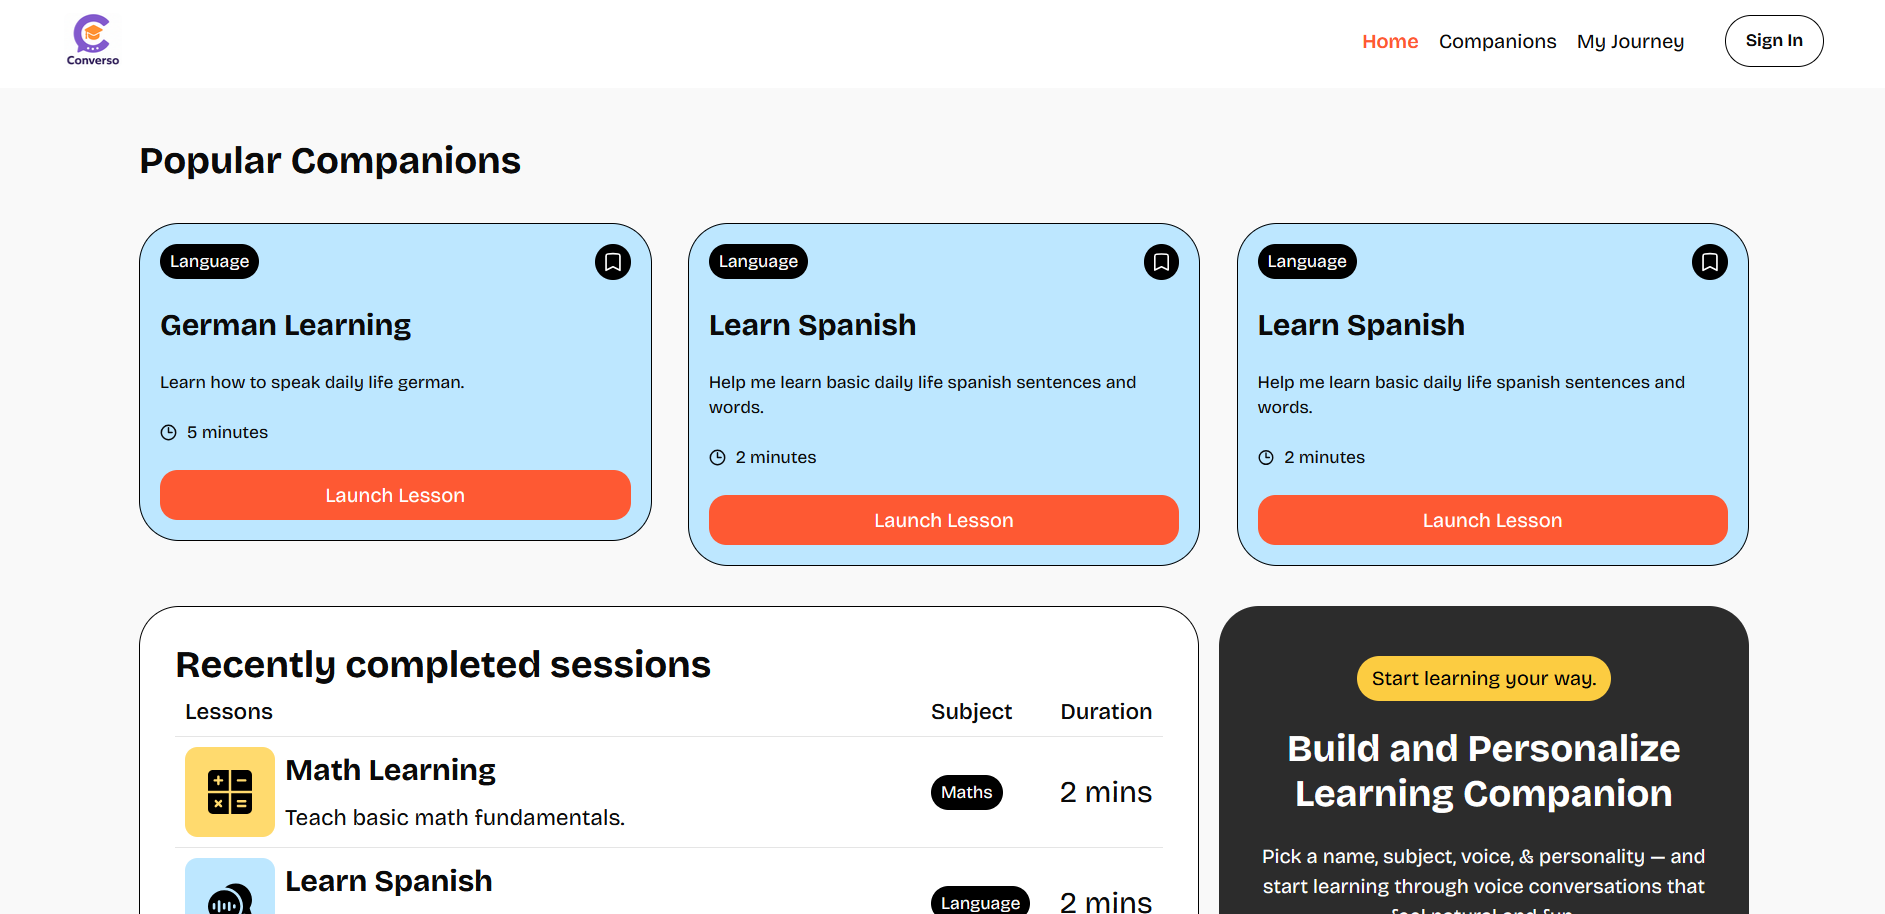 Converso
Home Companions My Journey Sign In
Popular Companions
Language
German Learning
Learn how to speak daily life german.
5 minutes
Launch Lesson
Language
Learn Spanish
Help me learn basic daily life spanish sentences and
words.
2 minutes
Launch Lesson
Language
Learn Spanish
Help me learn basic daily life spanish sentences and
words.
2 minutes
Launch Lesson
Recently completed sessions
Lessons Subject Duration
Math Learning
Teach basic math fundamentals.
Maths
2 mins
Learn Spanish
Language
2 mins
Start learning your way.
Build and Personalize
Learning Companion
Pick a name, subject, voice, & personality — and
start learning through voice conversations that
feel natural and fun.